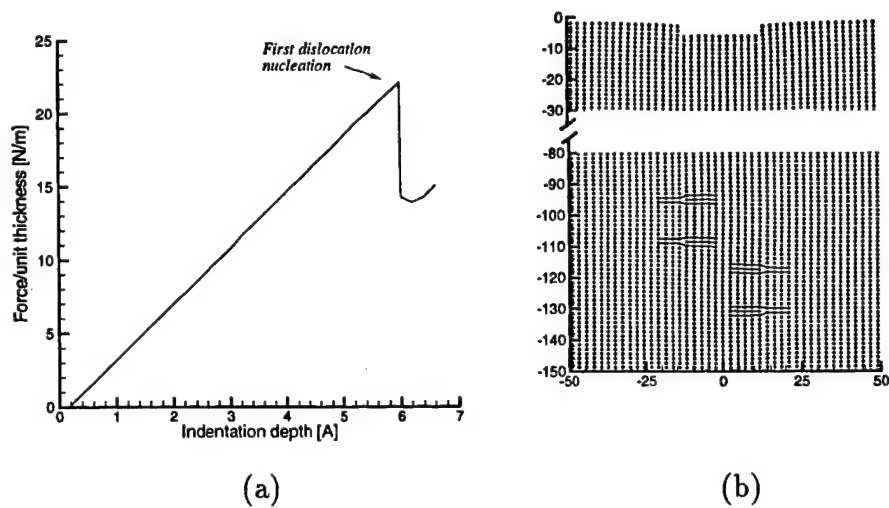 25
20
15
10
5
0
Force/unit thickness [N/m]
First dislocation
nucleation
0 1 2 3 4 5 6 7
Indentation depth [A]
(a)
0
-10
-20
-30
-80
-90
-100
-110
-120
-130
-140
-150
-50 -25 0 25 50
(b)